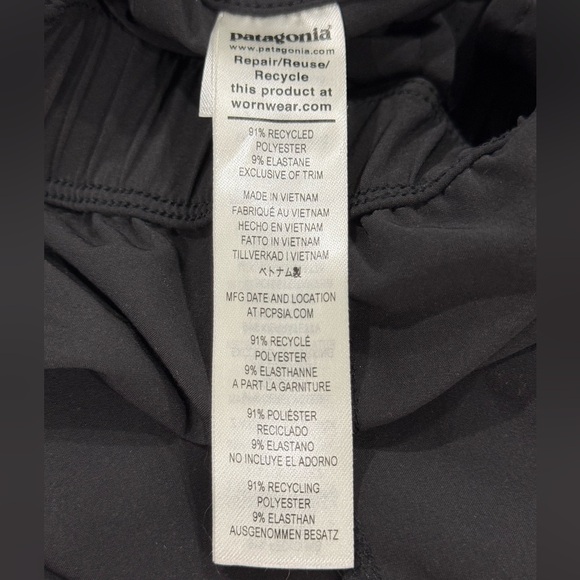 patagonia
www.patagonia.com
Repair/Reuse/
Recycle
this product at
wornwear.com
91% RECYCLED
POLYESTER
9% ELASTANE
EXCLUSIVE OF TRIM
MADE IN VIETNAM
FABRIQUÉ AU VIETNAM
HECHO EN VIETNAM
FATTO IN VIETNAM
TILLVERKAD I VIETNAM
ベトナム製
MFG DATE AND LOCATION
AT PCPSIA.COM
91% RECYCLÉ
POLYESTER
9% ELASTHANNE
A PART LA GARNITURE
91% POLIÉSTER
RECICLADO
9% ELASTANO
NO INCLUYE EL ADORNO
91% RECYCLING
POLYESTER
9% ELASTHAN
AUSGENOMMEN BESATZ